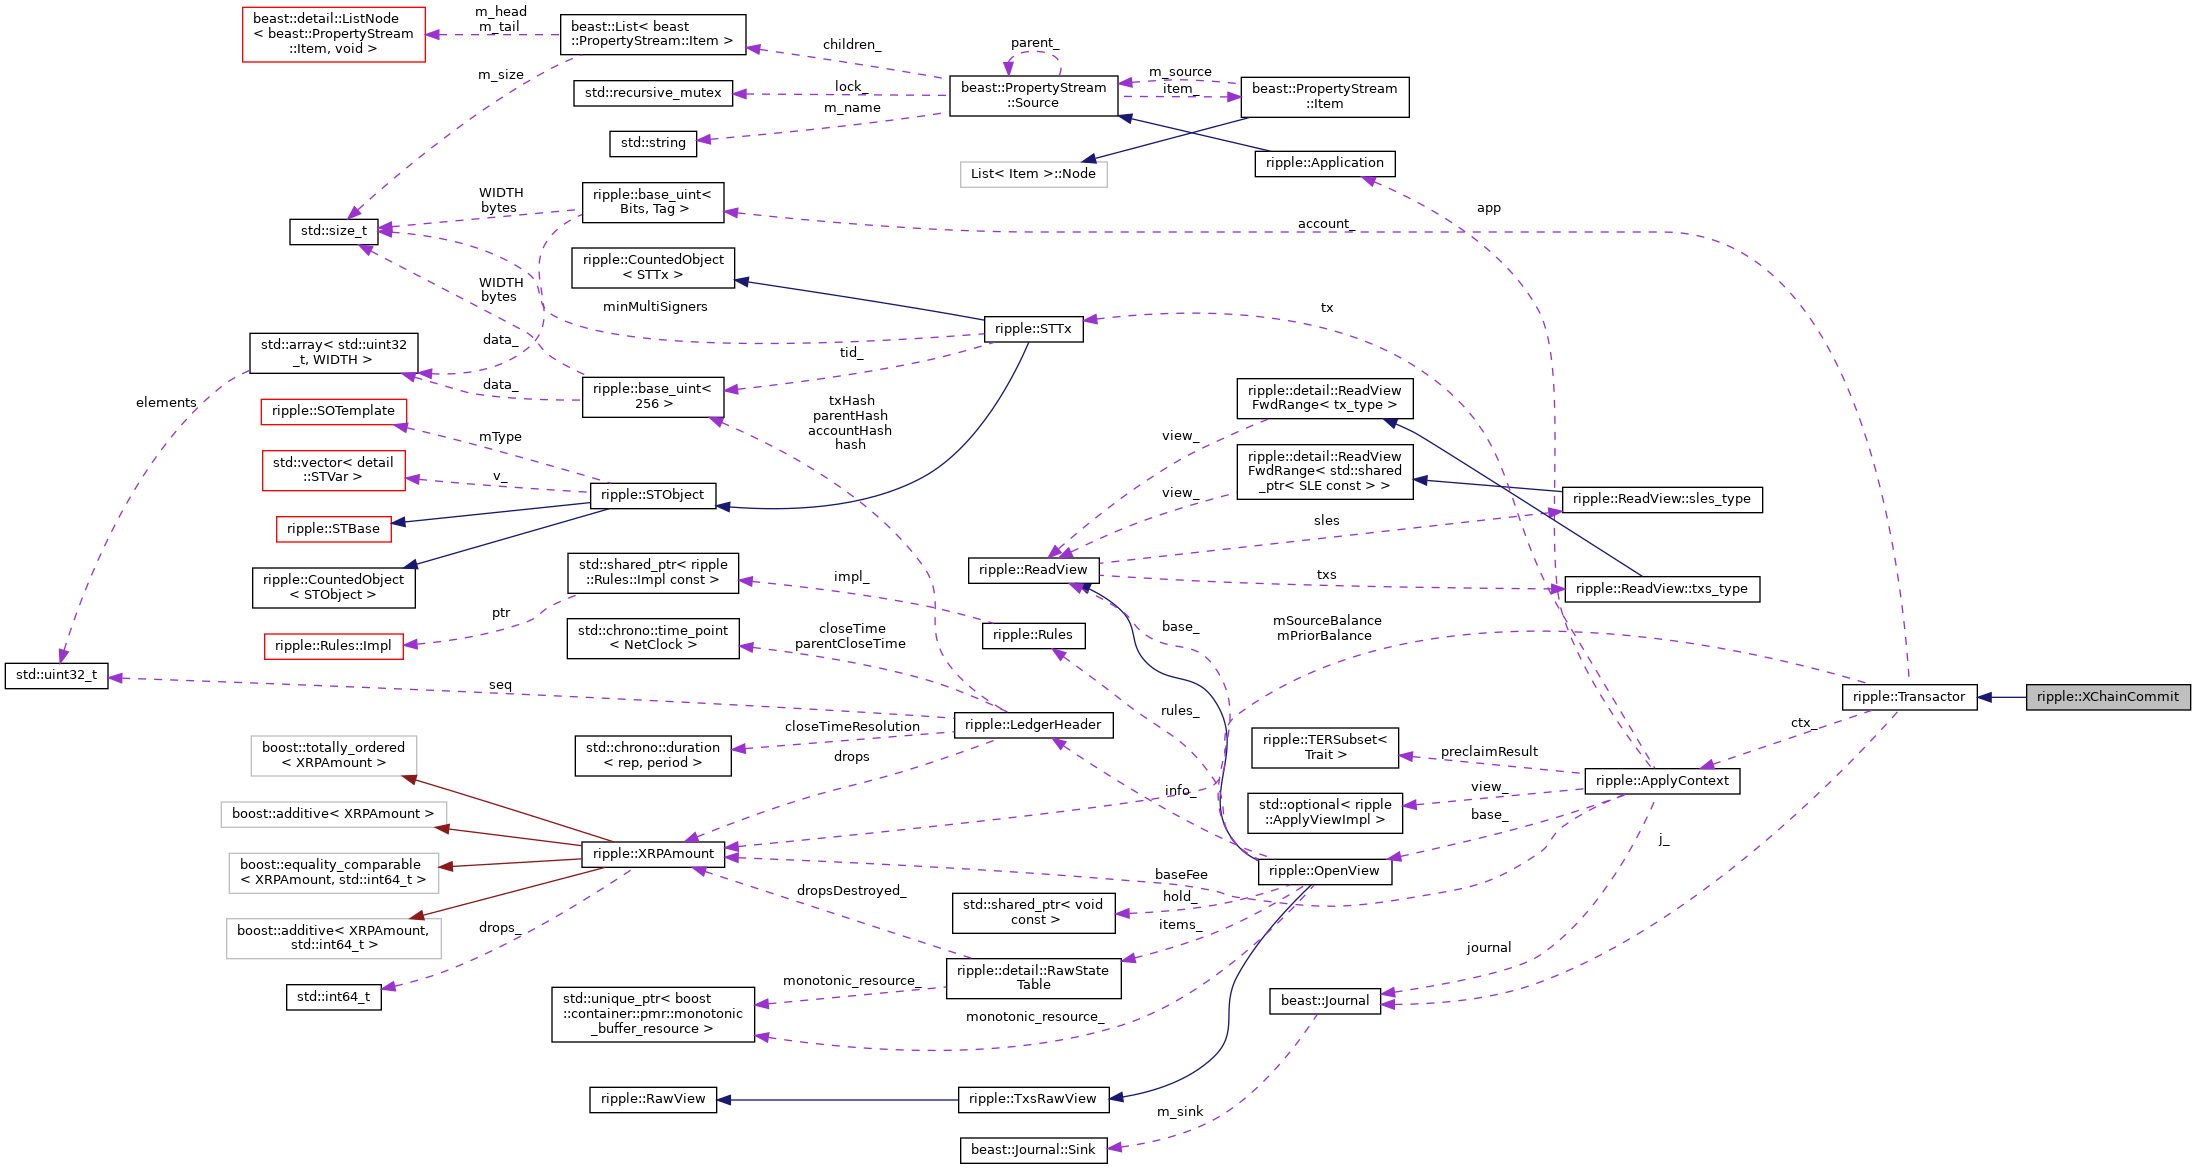 beast::detail::ListNode
< beast::PropertyStream
::Item, void >
m_head
m_tail
beast::List< beast
::PropertyStream::Item >
children_
parent_
m_size
std::recursive_mutex
lock_
m_name
beast::PropertyStream
::Source
m_source
item_
beast::PropertyStream
::Item
std::string
List< Item >::Node
ripple::Application
WIDTH
bytes
ripple::base_uint<
Bits, Tag >
app
account_
std::size_t
ripple::CountedObject
< STTx >
WIDTH
bytes
minMultiSigners
tx
ripple::STTx
std::array< std::uint32
_t, WIDTH >
data_
tid_
data_
ripple::base_uint<
256 >
elements
ripple::SOTemplate
txHash
parentHash
accountHash
hash
ripple::detail::ReadView
FwdRange< tx_type >
mType
view_
std::vector< detail
::STVar >
v_
ripple::STObject
ripple::detail::ReadView
FwdRange< std::shared
_ptr< SLE const > >
view_
ripple::ReadView::sles_type
sles
ripple::STBase
ripple::CountedObject
< STObject >
std::shared_ptr< ripple
::Rules::Impl const >
impl_
ripple::ReadView
txs
ripple::ReadView::txs_type
ptr
ripple::Rules::Impl
std::chrono::time_point
< NetClock >
closeTime
parentCloseTime
ripple::Rules
base_
mSourceBalance
mPriorBalance
std::uint32_t
seq
rules_
ripple::LedgerHeader
ripple::Transactor
ripple::XChainCommit
closeTimeResolution
std::chrono::duration
< rep, period >
drops
ctx_
boost::totally_ordered
< XRPAmount >
ripple::TERSubset<
Trait >
preclaimResult
ripple::ApplyContext
boost::additive< XRPAmount >
info_
std::optional< ripple
::ApplyViewImpl >
view_
base_
j_
ripple::XRPAmount
boost::equality_comparable
< XRPAmount, std::int64_t >
baseFee
ripple::OpenView
dropsDestroyed_
hold_
std::shared_ptr< void
const >
boost::additive< XRPAmount,
std::int64_t >
drops_
items_
journal
ripple::detail::RawState
Table
monotonic_resource_
std::int64_t
std::unique_ptr< boost
::container::pmr::monotonic
_buffer_resource >
monotonic_resource_
beast::Journal
ripple::RawView
ripple::TxsRawView
m_sink
beast::Journal::Sink